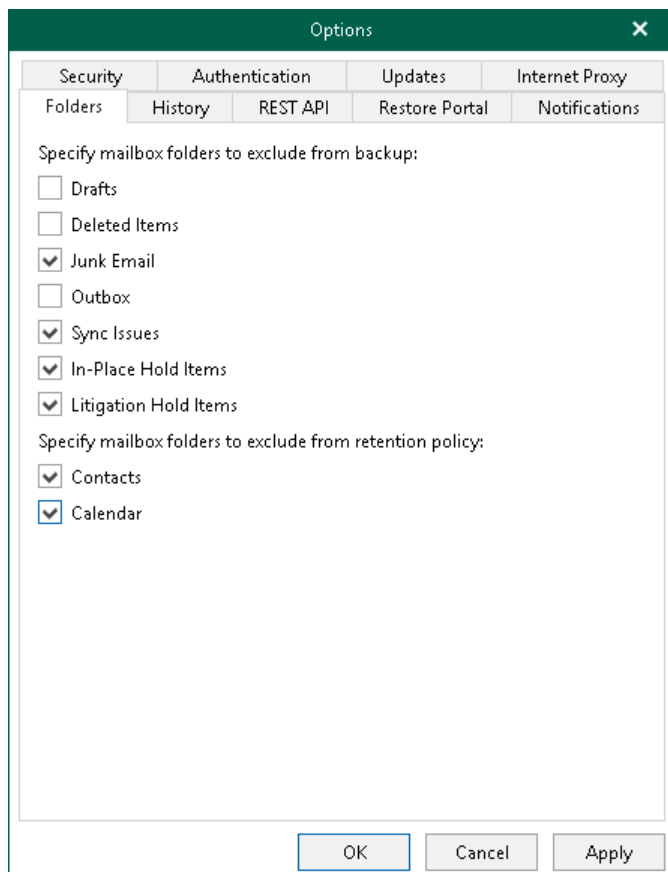 Options
Security Authentication Updates Internet Proxy
Folders History REST API Restore Portal Notifications
Specify mailbox folders to exclude from backup:
Drafts
Deleted Items
Junk Email
Outbox
Sync Issues
In-Place Hold Items
Litigation Hold Items
Specify mailbox folders to exclude from retention policy:
Contacts
Calendar
OK Cancel Apply